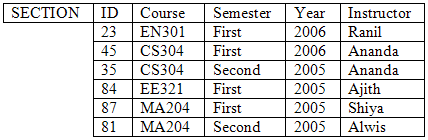 SECTION ID Course Semester Year Instructor
23 EN301 First 2006 Ranil
45 CS304 First 2006 Ananda
35 CS304 Second 2005 Ananda
84 EE321 First 2005 Ajith
87 MA204 First 2005 Shiya
81 MA204 Second 2005 Alwis